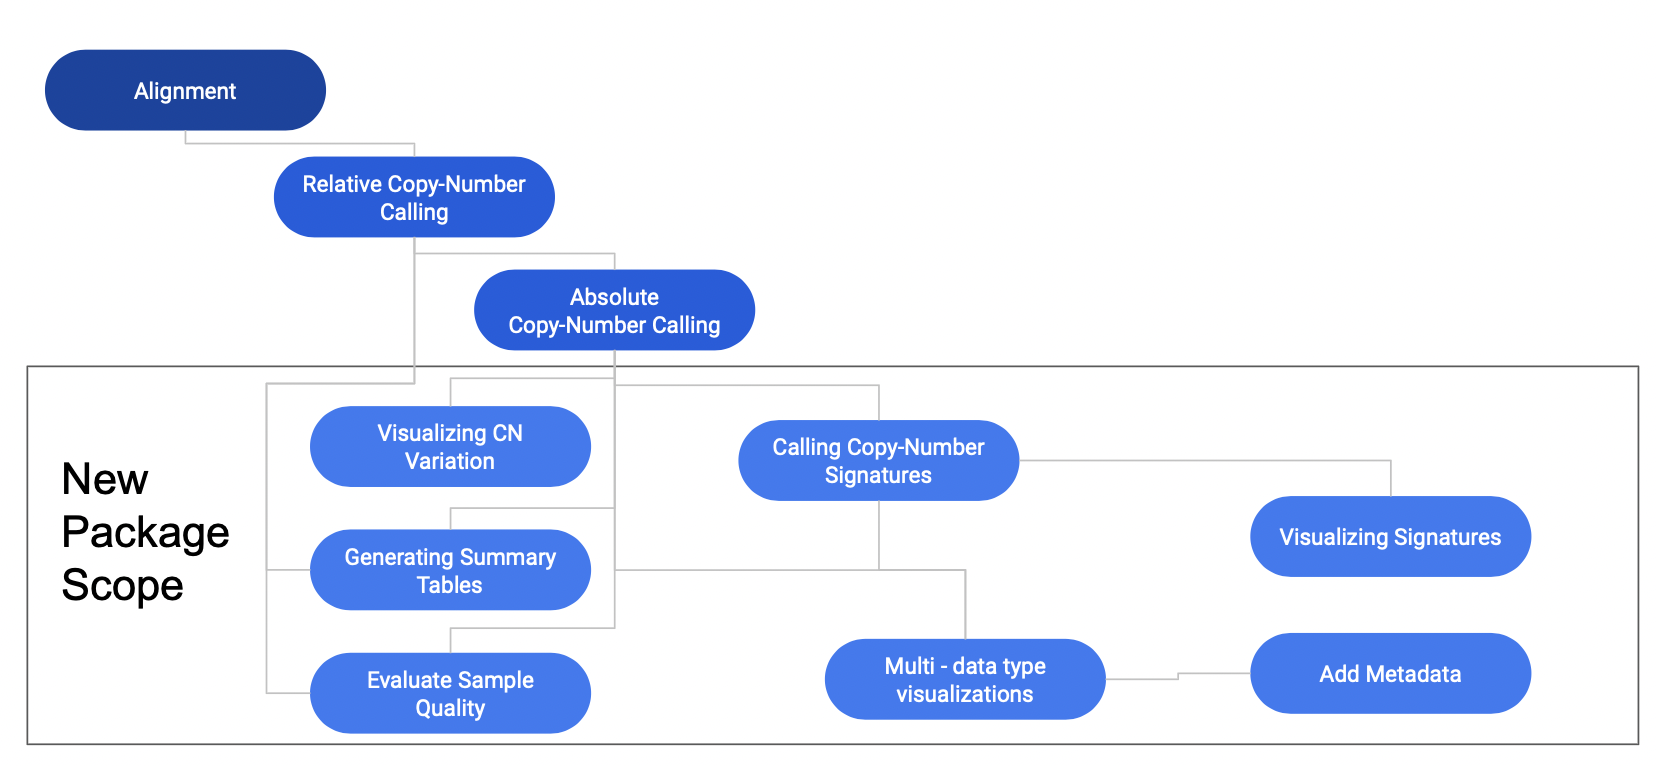 Alignment
Relative Copy-Number
Calling
Absolute
Copy-Number Calling
New
Package
Scope
Visualizing CN
Variation
Generating Summary
Tables
Evaluate Sample
Quality
Calling Copy-Number
Signatures
Visualizing Signatures
Multi - data type
visualizations
Add Metadata